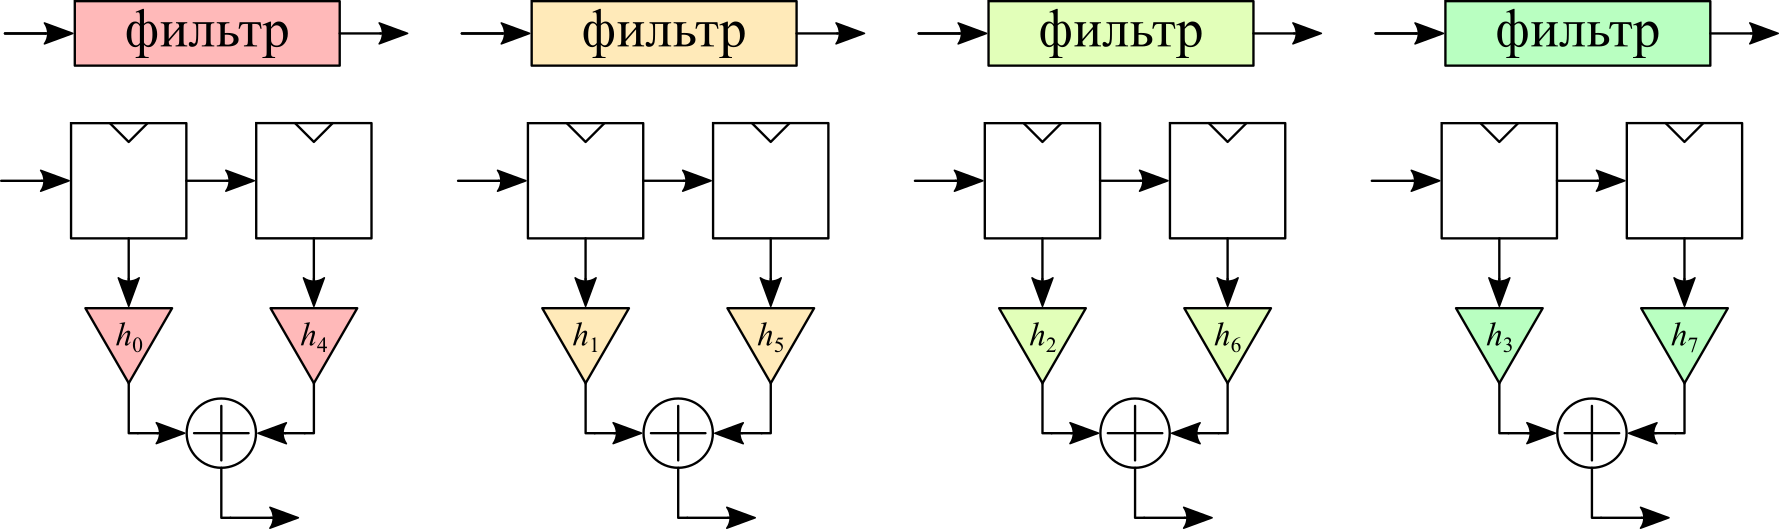 фильтр фильтр фильтр фильтр
h₀ h₄ h₁ h₅ h₂ h₆ h₃ h₇